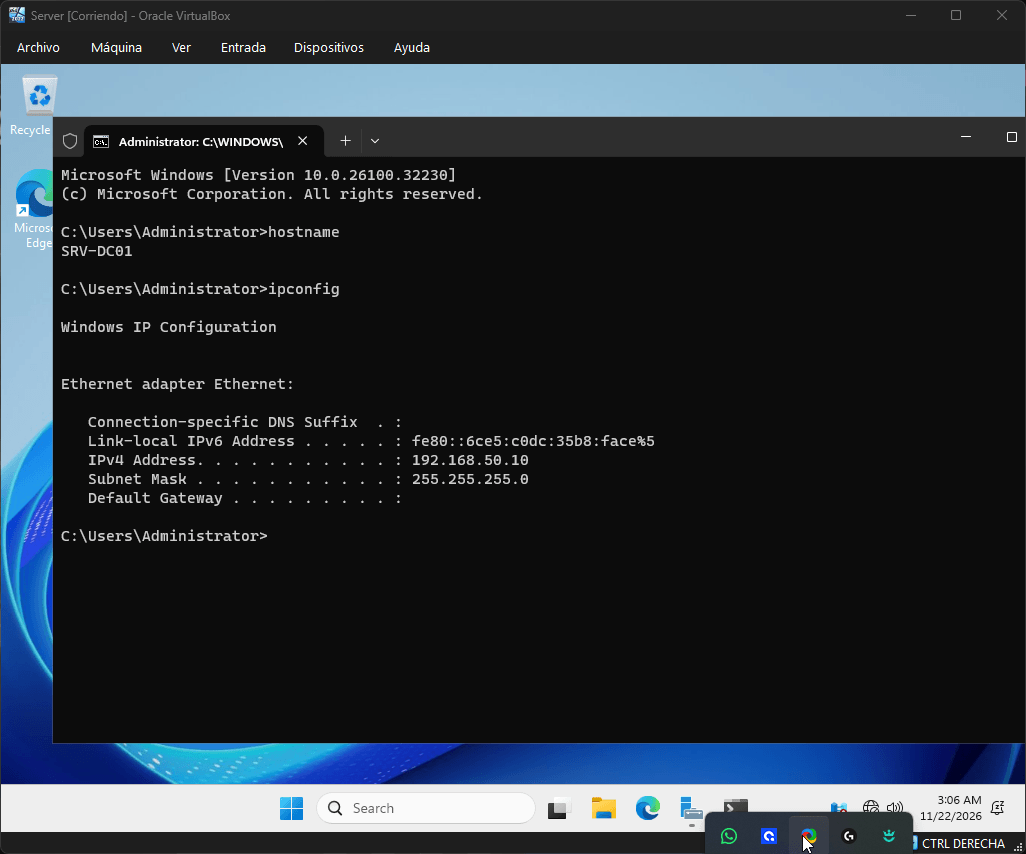 Server [Corriendo] - Oracle VirtualBox
Archivo Máquina Ver Entrada Dispositivos Ayuda
Recycle
Administrator: C:\WINDOWS\
Microsoft Windows [Version 10.0.26100.32230]
(c) Microsoft Corporation. All rights reserved.
C:\Users\Administrator>hostname
SRV-DC01
C:\Users\Administrator>ipconfig
Windows IP Configuration
Ethernet adapter Ethernet:
Connection-specific DNS Suffix . :
Link-local IPv6 Address . . . . . : fe80::6ce5:c0dc:35b8:face%5
IPv4 Address. . . . . . . . . . . : 192.168.50.10
Subnet Mask . . . . . . . . . . . : 255.255.255.0
Default Gateway . . . . . . . . . :
C:\Users\Administrator>
Micros
Edge
Search
3:06 AM
11/22/2026
CTRL DERECHA